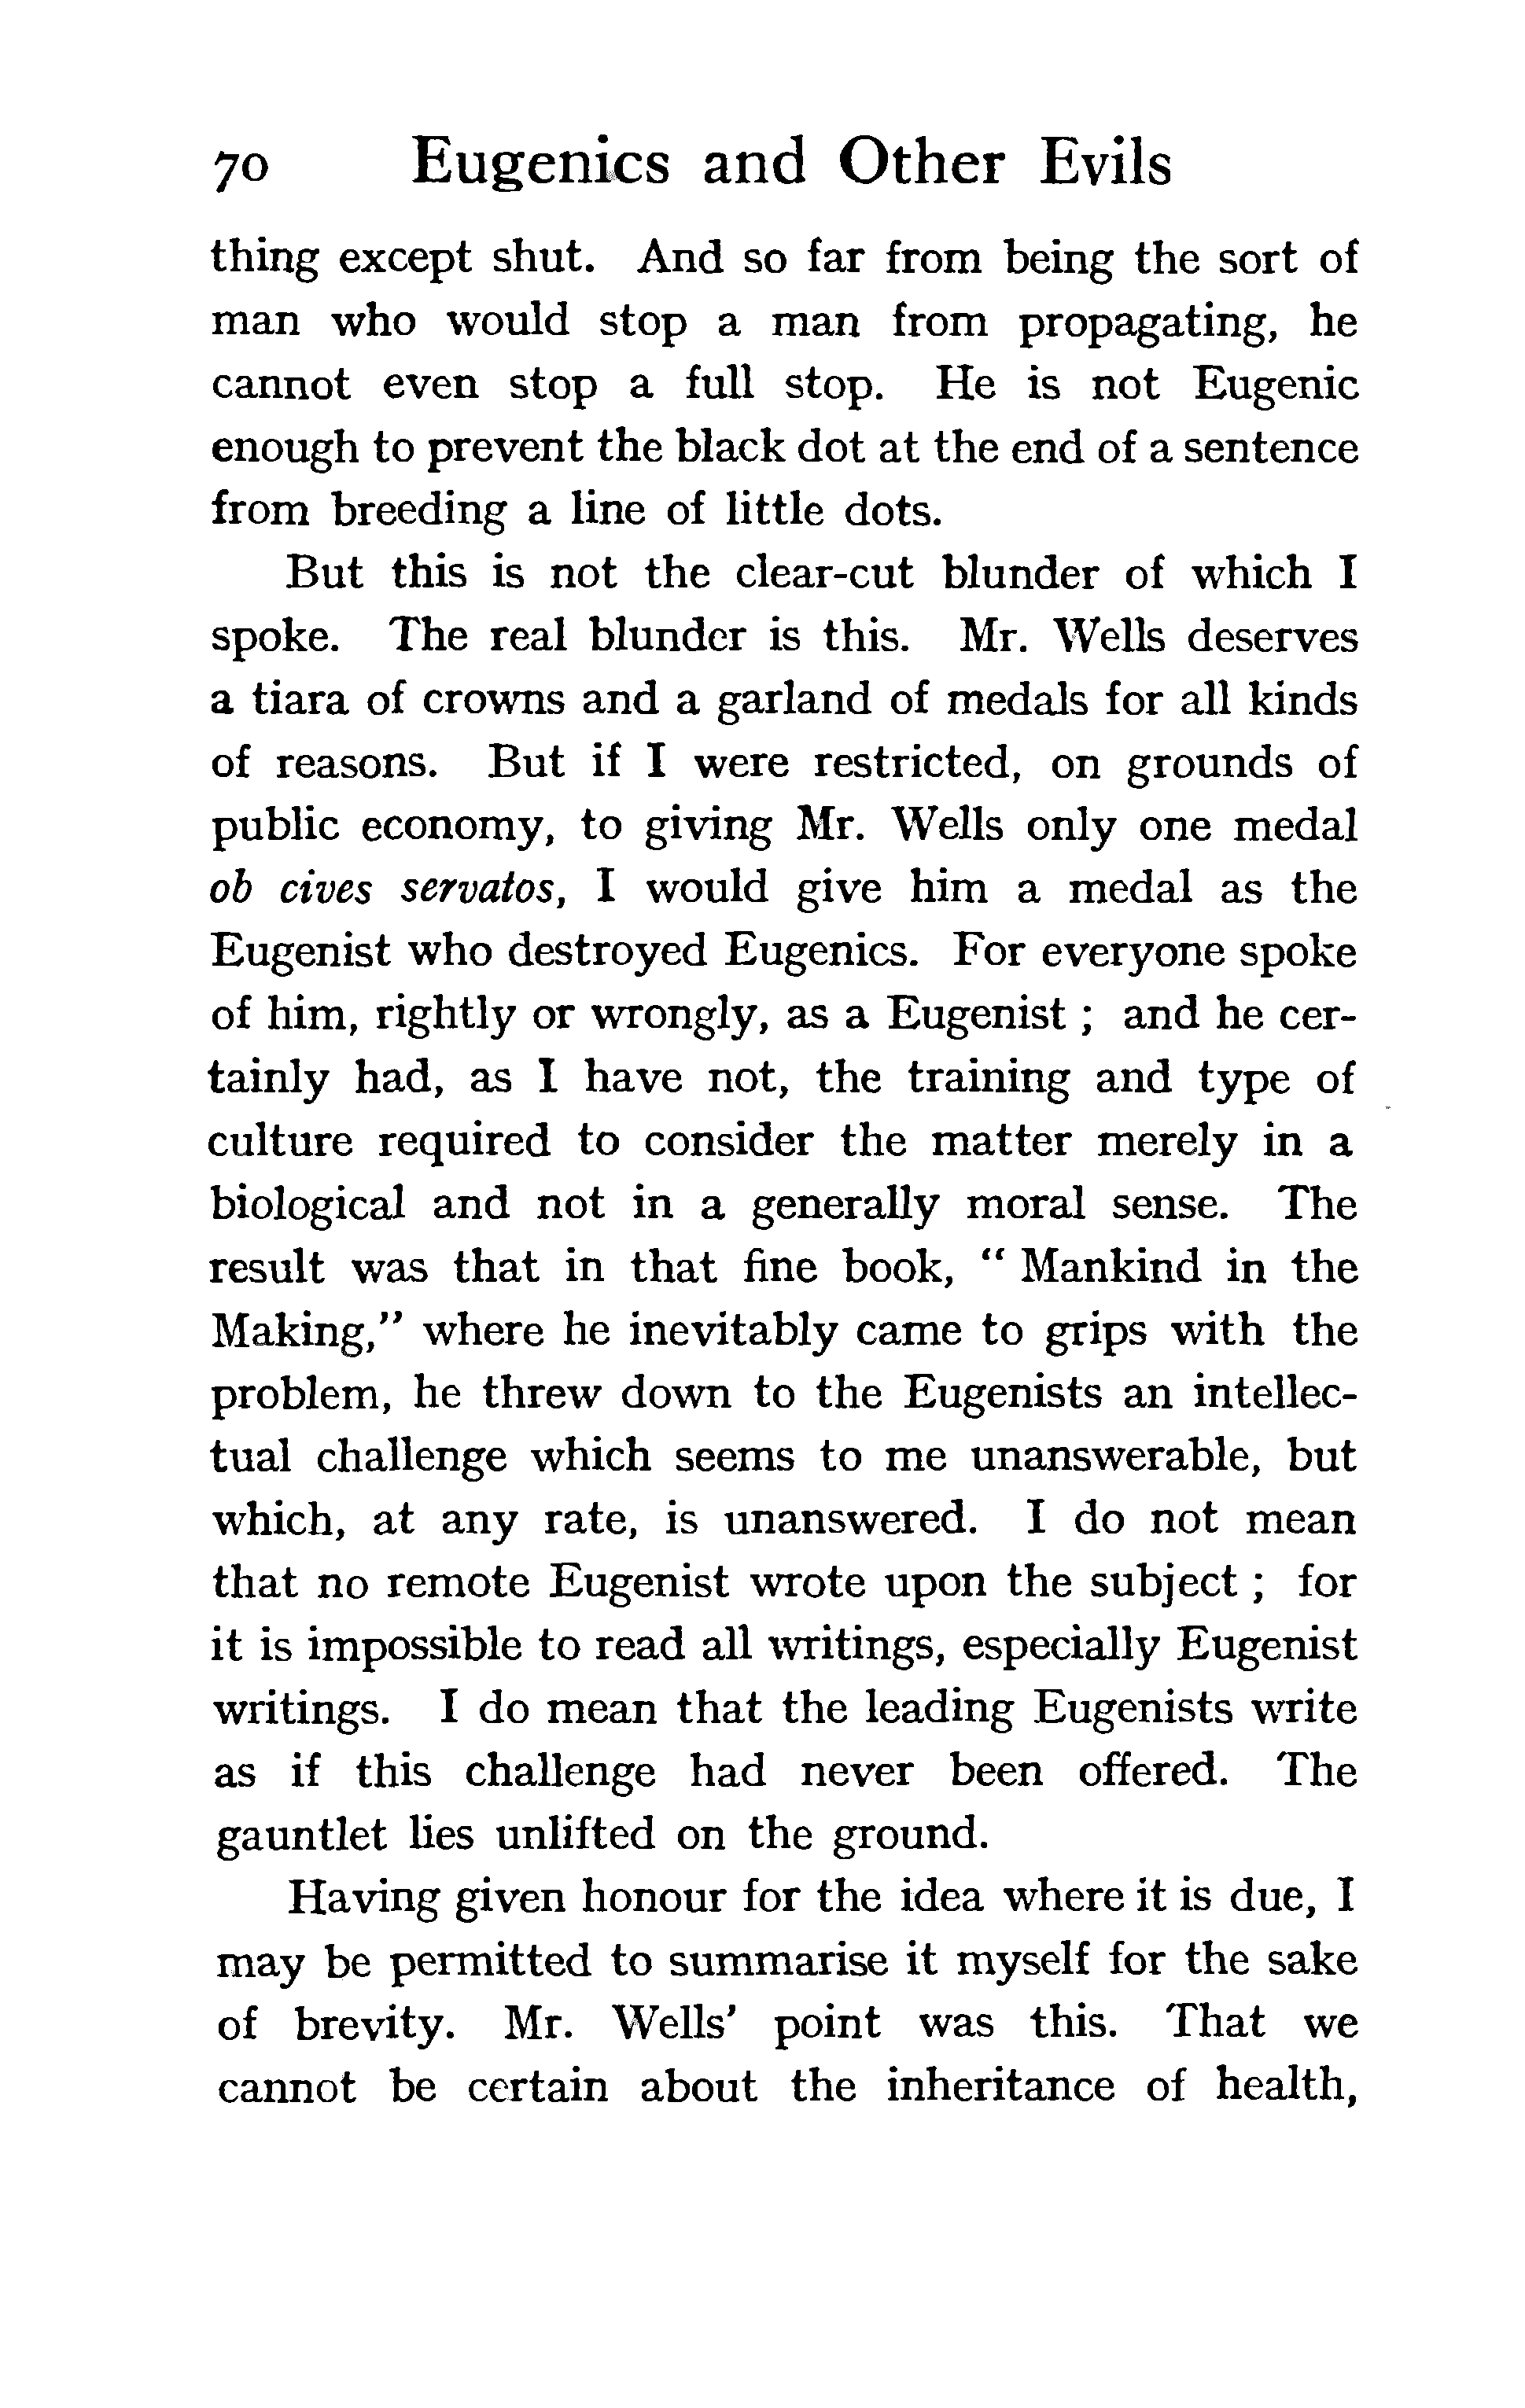 70 Eugenics and Other Evils
thing except shut. And so far from being the sort of
man who would stop a man from propagating, he
cannot even stop a full stop. He is not Eugenic
enough to prevent the black dot at the end of a sentence
from breeding a line of little dots.
But this is not the clear-cut blunder of which I
spoke. The real blunder is this. Mr. Wells deserves
a tiara of crowns and a garland of medals for all kinds
of reasons. But if I were restricted, on grounds of
public economy, to giving Mr. Wells only one medal
ob cives servatos, I would give him a medal as the
Eugenist who destroyed Eugenics. For everyone spoke
of him, rightly or wrongly, as a Eugenist ; and he cer-
tainly had, as I have not, the training and type of
culture required to consider the matter merely in a
biological and not in a generally moral sense. The
result was that in that fine book, “ Mankind in the
Making,” where he inevitably came to grips with the
problem, he threw down to the Eugenists an intellec-
tual challenge which seems to me unanswerable, but
which, at any rate, is unanswered. I do not mean
that no remote Eugenist wrote upon the subject ; for
it is impossible to read all writings, especially Eugenist
writings. I do mean that the leading Eugenists write
as if this challenge had never been offered. The
gauntlet lies unlifted on the ground.
Having given honour for the idea where it is due, I
may be permitted to summarise it myself for the sake
of brevity. Mr. Wells’ point was this. That we
cannot be certain about the inheritance of health,